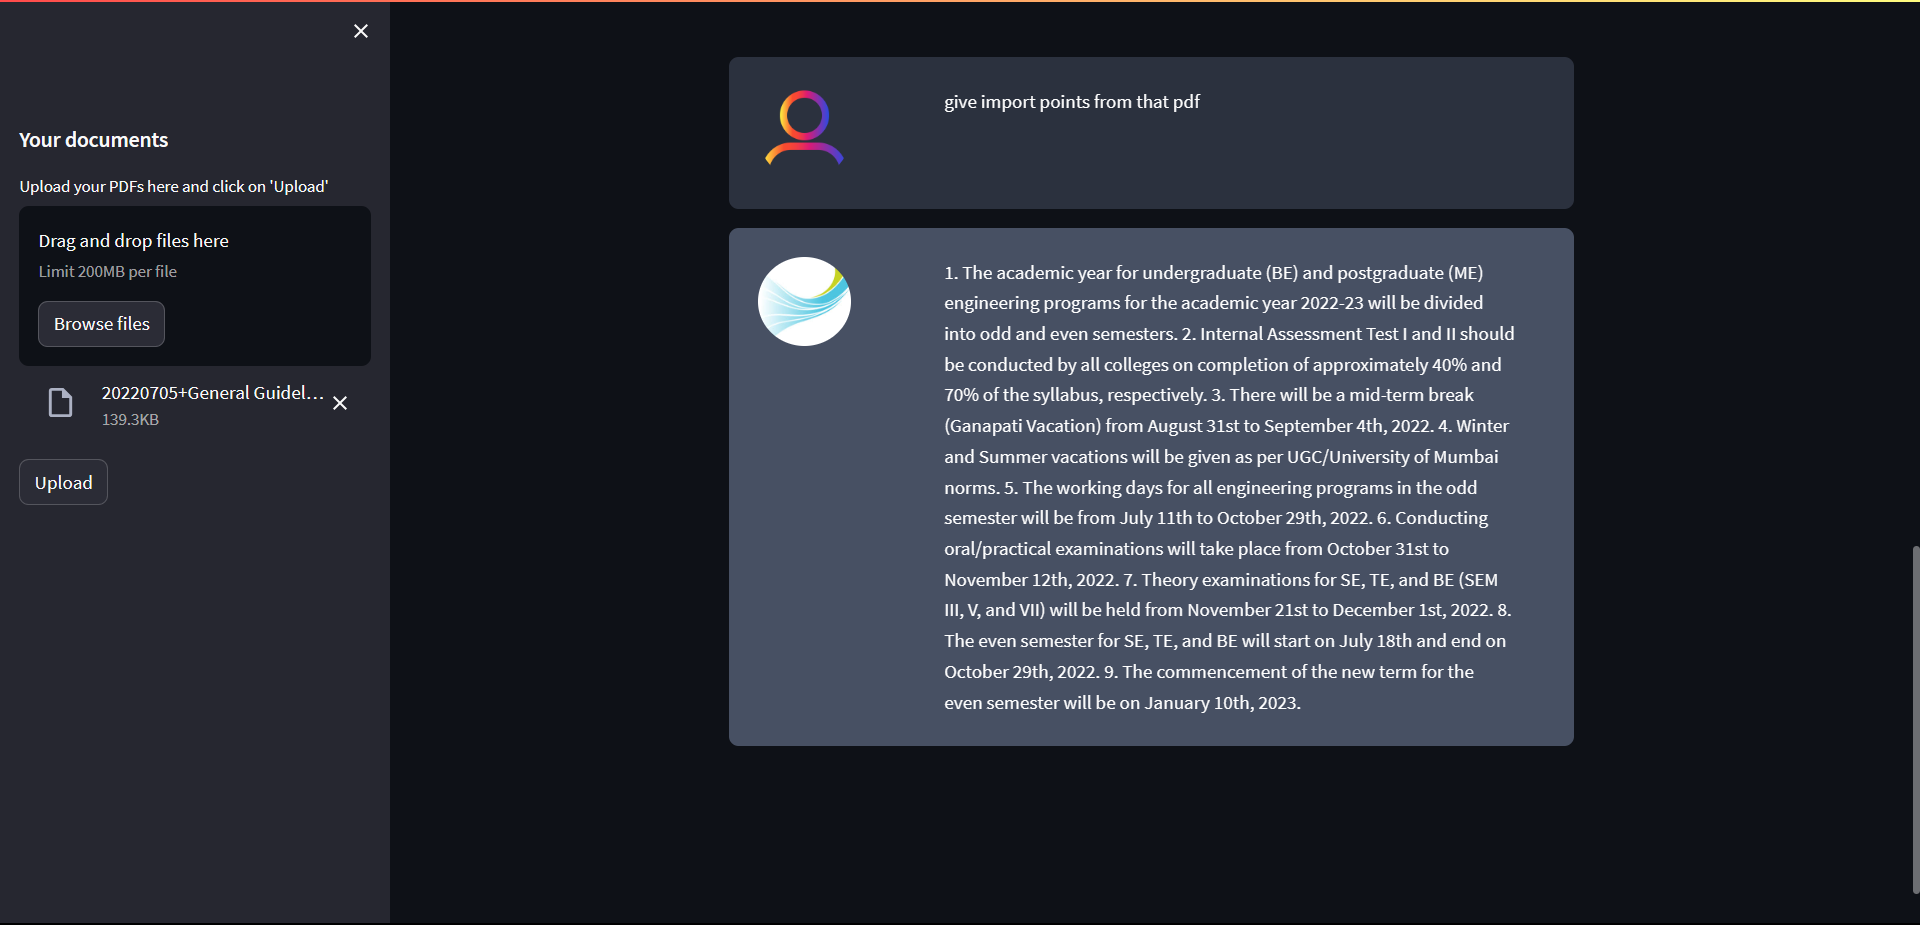 Your documents
Upload your PDFs here and click on 'Upload'
Drag and drop files here
Limit 200MB per file
Browse files
20220705+General Guidel...
139.3KB
Upload
give import points from that pdf
1. The academic year for undergraduate (BE) and postgraduate (ME)
engineering programs for the academic year 2022-23 will be divided
into odd and even semesters. 2. Internal Assessment Test I and II should
be conducted by all colleges on completion of approximately 40% and
70% of the syllabus, respectively. 3. There will be a mid-term break
(Ganapati Vacation) from August 31st to September 4th, 2022. 4. Winter
and Summer vacations will be given as per UGC/University of Mumbai
norms. 5. The working days for all engineering programs in the odd
semester will be from July 11th to October 29th, 2022. 6. Conducting
oral/practical examinations will take place from October 31st to
November 12th, 2022. 7. Theory examinations for SE, TE, and BE (SEM
III, V, and VII) will be held from November 21st to December 1st, 2022. 8.
The even semester for SE, TE, and BE will start on July 18th and end on
October 29th, 2022. 9. The commencement of the new term for the
even semester will be on January 10th, 2023.